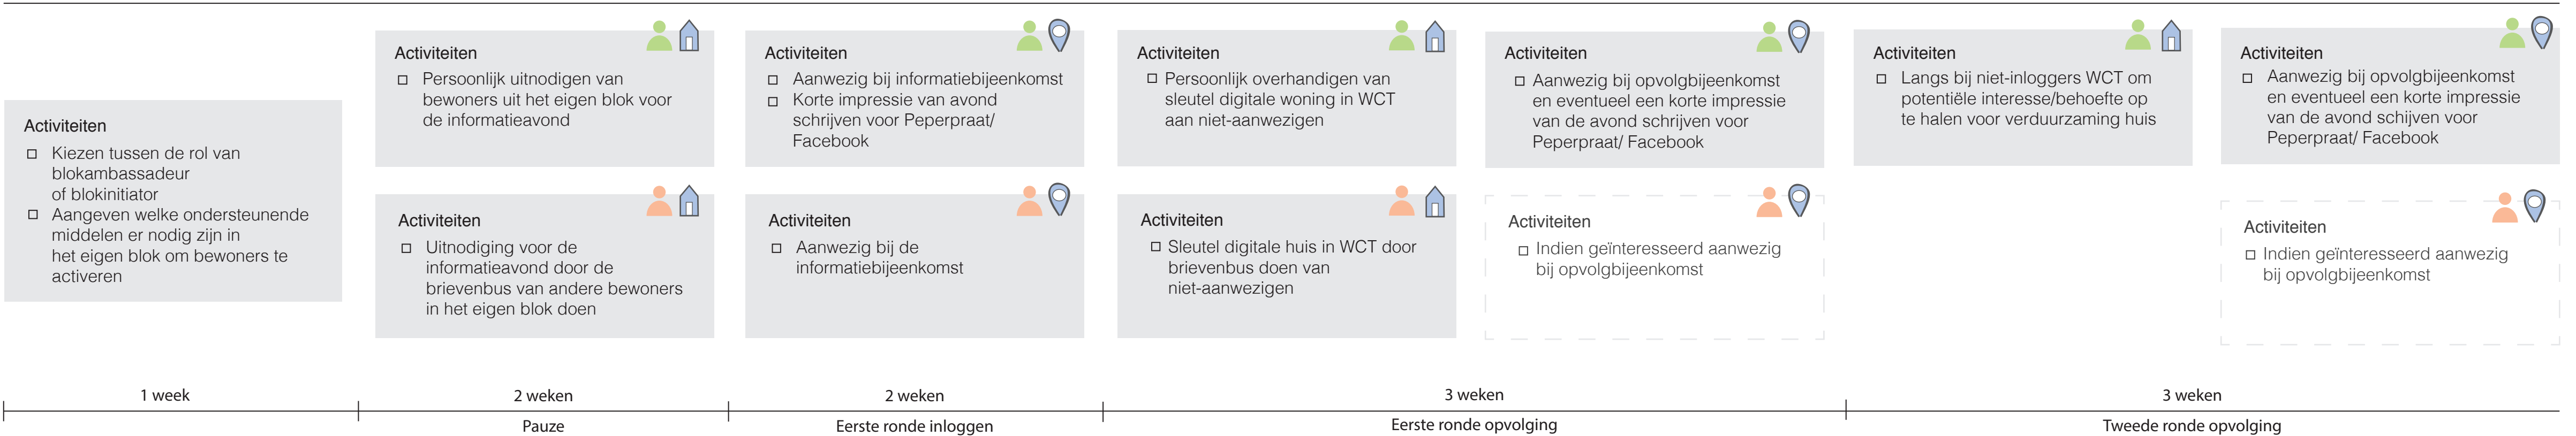 Activiteiten
Kiezen tussen de rol van
blokambassadeur
of blokinitiator
Aangeven welke ondersteunende
middelen er nodig zijn in
het eigen blok om bewoners te
activeren
Activiteiten
Persoonlijk uitnodigen van
bewoners uit het eigen blok voor
de informatieavond
Activiteiten
Uitnodiging voor de
informatieavond door de
brievenbus van andere bewoners
in het eigen blok doen
Activiteiten
Aanwezig bij informatiebijeenkomst
Korte impressie van avond
schrijven voor Peperpraat/
Facebook
Activiteiten
Aanwezig bij de
informatiebijeenkomst
Activiteiten
Persoonlijk overhandigen van
sleutel digitale woning in WCT
aan niet-aanwezigen
Activiteiten
Sleutel digitale huis in WCT door
brievenbus doen van
niet-aanwezigen
Activiteiten
Aanwezig bij opvolgbijeenkomst
en eventueel een korte impressie
van de avond schrijven voor
Peperpraat/ Facebook
Activiteiten
Indien geïnteresseerd aanwezig
bij opvolgbijeenkomst
Activiteiten
Langs bij niet-inloggers WCT om
potentiële interesse/behoefte op
te halen voor verduurzaming huis
Activiteiten
Aanwezig bij opvolgbijeenkomst
en eventueel een korte impressie
van de avond schijven voor
Peperpraat/ Facebook
Activiteiten
Indien geïnteresseerd aanwezig
bij opvolgbijeenkomst
1 week
2 weken
2 weken
3 weken
3 weken
Pauze
Eerste ronde inloggen
Eerste ronde opvolging
Tweede ronde opvolging